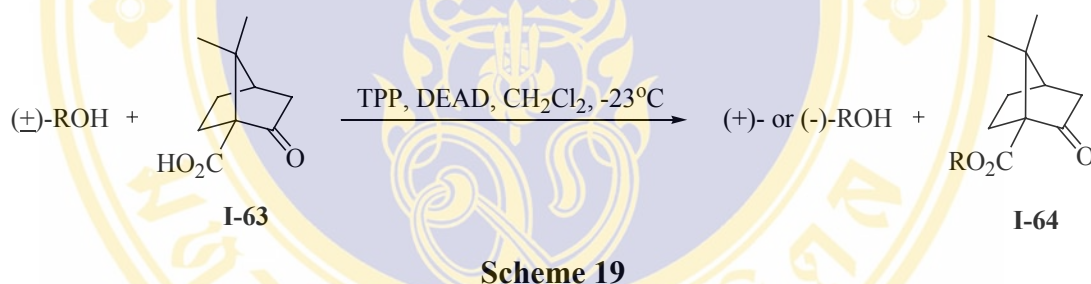 (±)-ROH + HO₂C O I-63 TPP, DEAD, CH₂Cl₂, -23°C (+)- or (-)-ROH + RO₂C O I-64
Scheme 19